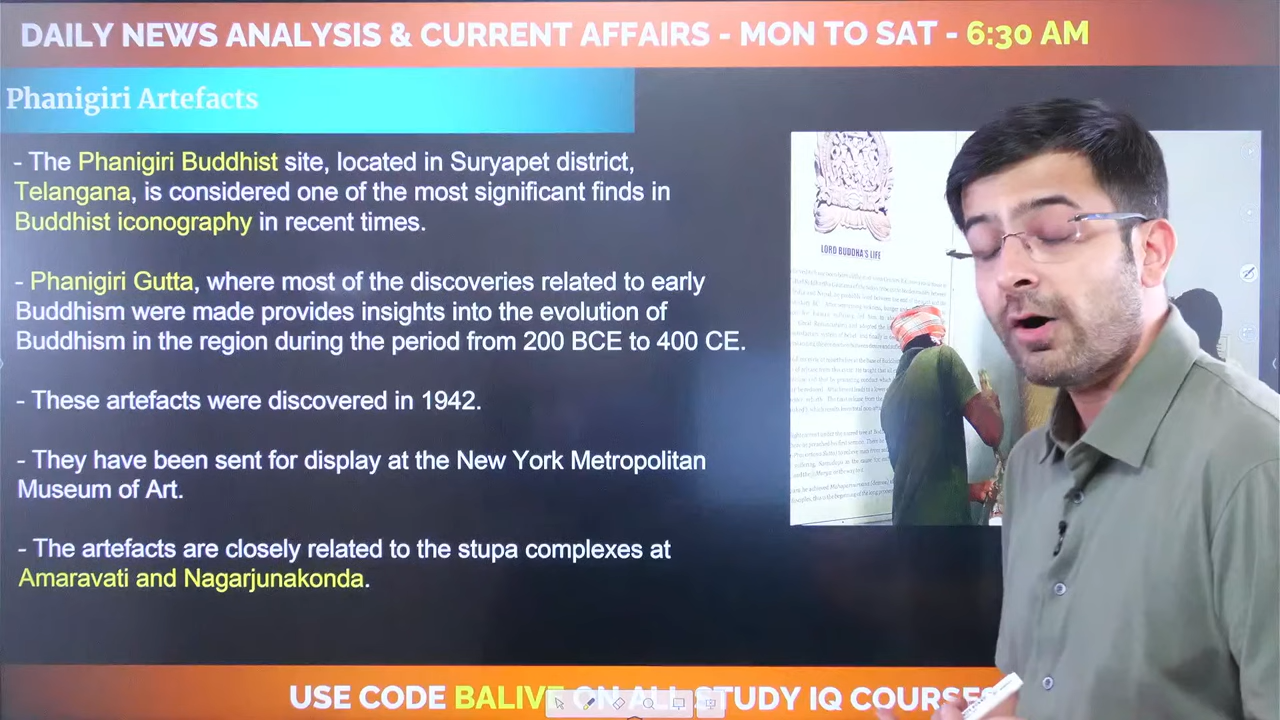 DAILY NEWS ANALYSIS & CURRENT AFFAIRS - MON TO SAT - 6:30 AM
Phanigiri Artefacts
- The Phanigiri Buddhist site, located in Suryapet district,
Telangana, is considered one of the most significant finds in
Buddhist iconography in recent times.
- Phanigiri Gutta, where most of the discoveries related to early
Buddhism were made provides insights into the evolution of
Buddhism in the region during the period from 200 BCE to 400 CE.
- These artefacts were discovered in 1942.
- They have been sent for display at the New York Metropolitan
Museum of Art.
- The artefacts are closely related to the stupa complexes at
Amaravati and Nagarjunakonda.
LORD BUDDHA'S LIFE
USE CODE BALIVE ON ALL STUDY IQ COURSES